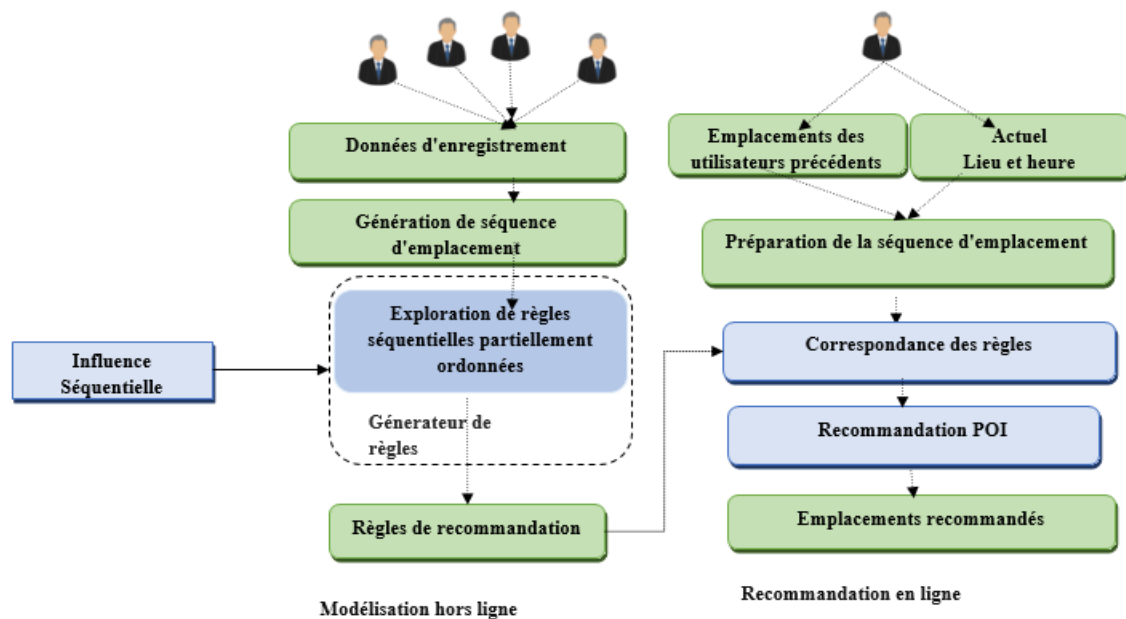 Données d'enregistrement
Génération de séquence
d'emplacement
Exploration de règles
séquentielles partiellement
ordonnées
Influence
Séquentielle
Générateur de
règles
Règles de recommandation
Modélisation hors ligne
Emplacements des
utilisateurs précédents
Actuel
Lieu et heure
Préparation de la séquence d'emplacement
Correspondance des règles
Recommandation POI
Emplacements recommandés
Recommandation en ligne